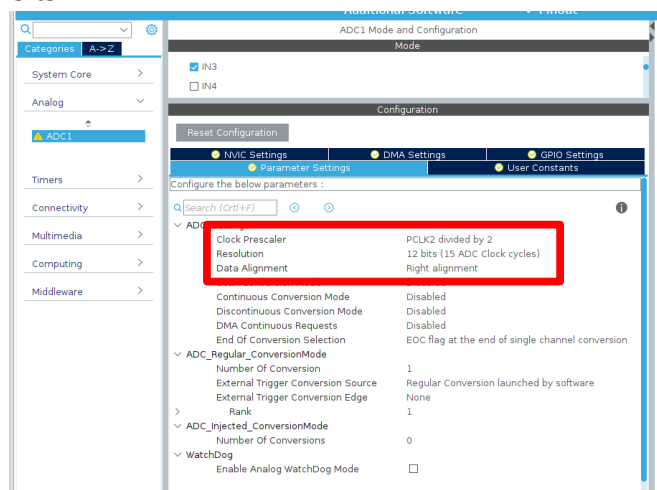 Additional Software
Pinout
ADC1 Mode and Configuration
Categories A->Z
Mode
System Core
IN3
IN4
Analog
Configuration
ADC1
Reset Configuration
NVIC Settings
DMA Settings
GPIO Settings
Parameter Settings
User Constants
Timers
Configure the below parameters :
Connectivity
Search (Crtl+F)
Multimedia
Clock Prescaler PCLK2 divided by 2
Resolution 12 bits (15 ADC Clock cycles)
Computing
Data Alignment Right alignment
Middleware
Continuous Conversion Mode Disabled
Discontinuous Conversion Mode Disabled
DMA Continuous Requests Disabled
End Of Conversion Selection EOC flag at the end of single channel conversion
ADC_Regular_ConversionMode
Number Of Conversion 1
External Trigger Conversion Source Regular Conversion launched by software
External Trigger Conversion Edge None
Rank 1
ADC_Injected_ConversionMode
Number Of Conversions 0
WatchDog
Enable Analog WatchDog Mode